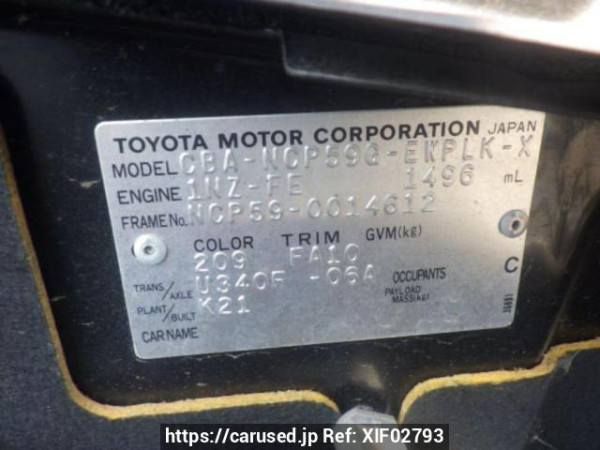 TOYOTA MOTOR CORPORATION JAPAN
MODEL CBA-NCP59G-EWPLK-X
ENGINE 1NZ-FE 1496 mL
FRAME No. NCP59-0014612
COLOR TRIM GVM(kg)
209 FA10
TRANS/AXLE U340F -06A OCCUPANTS C
PLANT/BUILT K21 PAYLOAD MASS(kg)
CAR NAME
https://carused.jp Ref: XIF02793